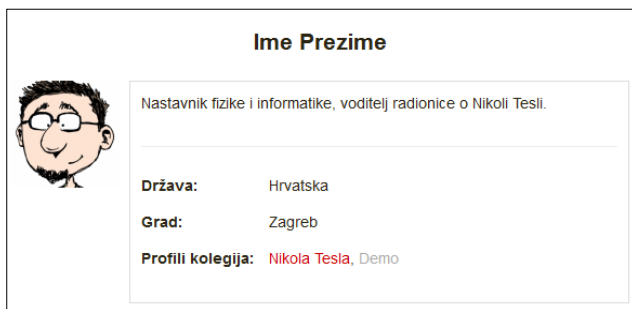 Ime Prezime
Nastavnik fizike i informatike, voditelj radionice o Nikoli Tesli.
Država: Hrvatska
Grad: Zagreb
Profili kolegija: Nikola Tesla, Demo